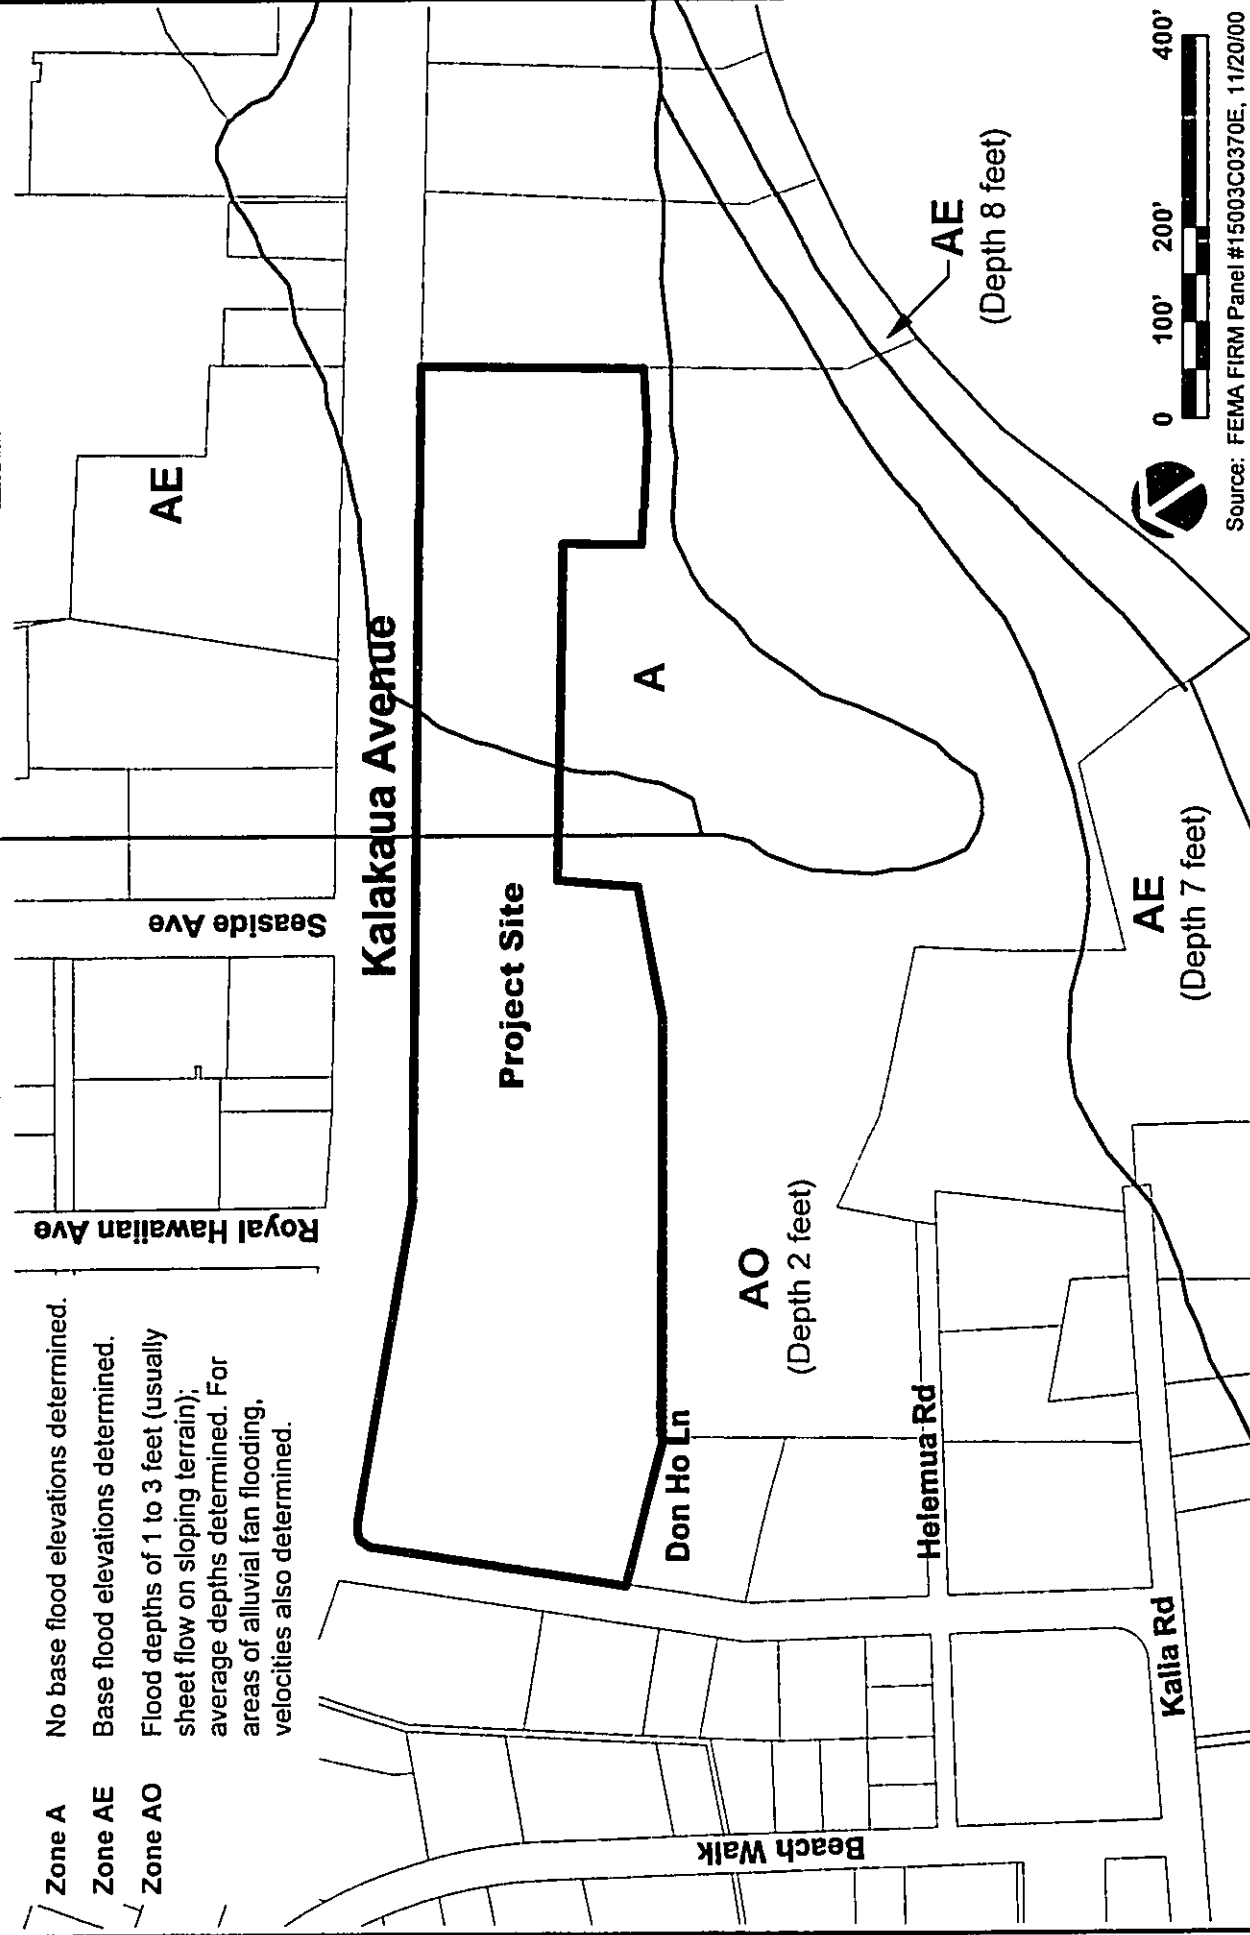 Zone A No base flood elevations determined.
Zone AE Base flood elevations determined.
Zone AO Flood depths of 1 to 3 feet (usually
sheet flow on sloping terrain);
average depths determined. For
areas of alluvial fan flooding,
velocities also determined.
Royal Hawaiian Ave
Seaside Ave
AE
Kalakaua Avenue
Project Site
A
Don Ho Ln
AO
(Depth 2 feet)
Beach Walk
Helemua Rd
Kalia Rd
AE
(Depth 7 feet)
AE
(Depth 8 feet)
0 100' 200' 400'
Source: FEMA FIRM Panel #15003C0370E, 11/20/00